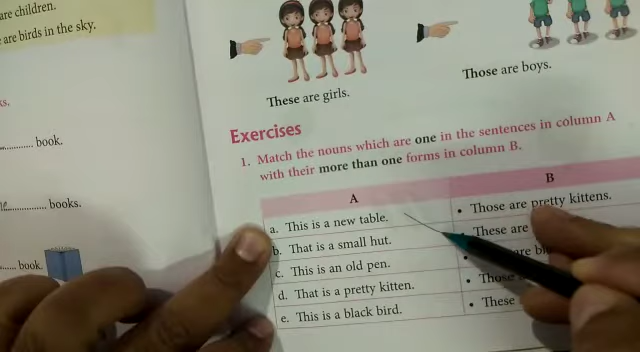 are children.
are birds in the sky.
book.
books.
book.
These are girls.
Those are boys.
Exercises
1. Match the nouns which are one in the sentences in column A
with their more than one forms in column B.
A B
a. This is a new table. • Those are pretty kittens.
b. That is a small hut. • These are
c. This is an old pen. • are
d. That is a pretty kitten. • Those
e. This is a black bird. • These